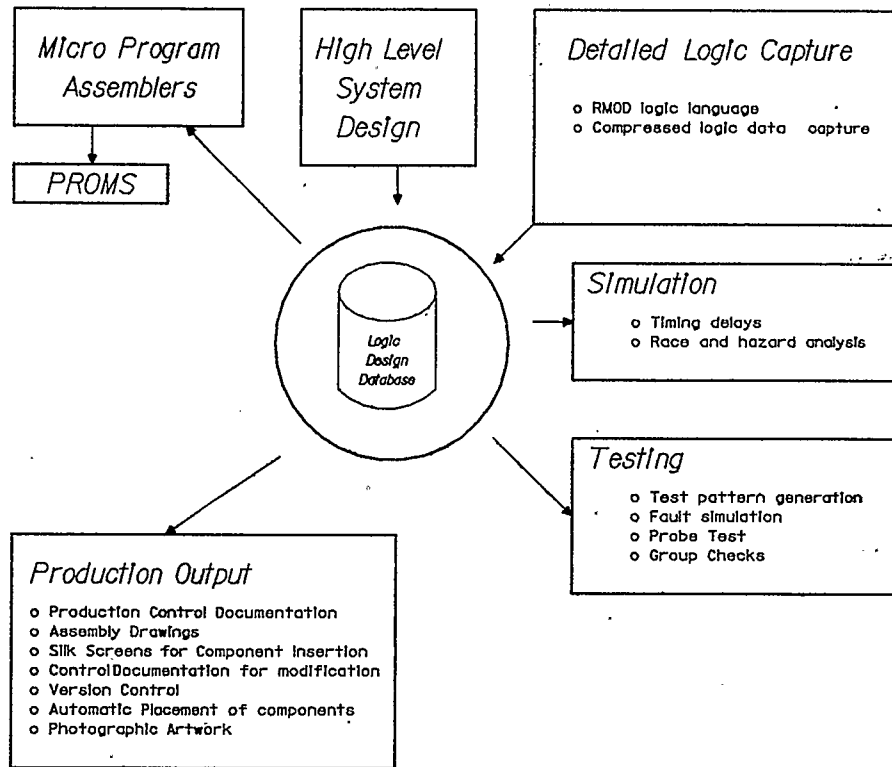 Micro Program
Assemblers
PROMS
High Level
System
Design
Detailed Logic Capture
o RMOD logic language
o Compressed logic data capture
Logic
Design
Database
Simulation
o Timing delays
o Race and hazard analysis
Testing
o Test pattern generation
o Fault simulation
o Probe Test
o Group Checks
Production Output
o Production Control Documentation
o Assembly Drawings
o Silk Screens for Component Insertion
o ControlDocumentation for modification
o Version Control
o Automatic Placement of components
o Photographic Artwork